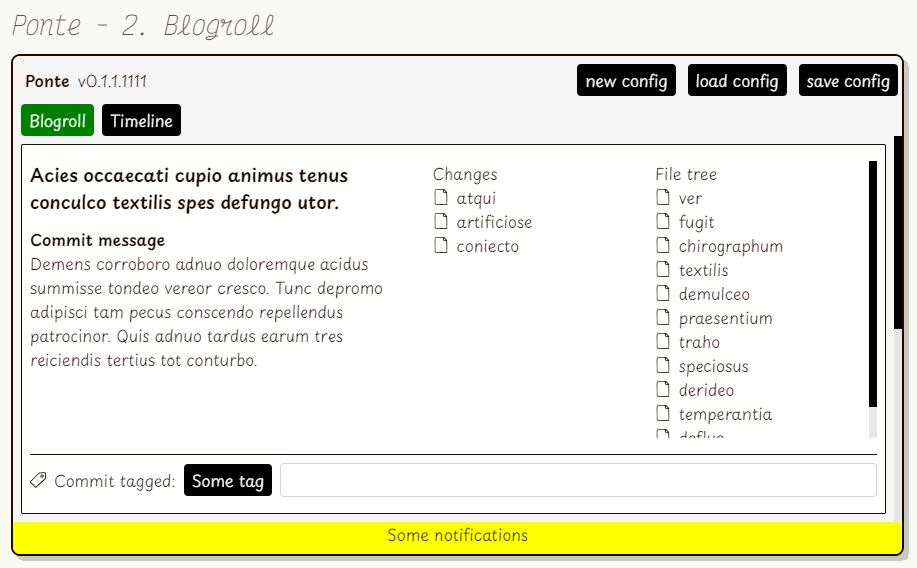 Ponte - 2. Blogroll
Ponte v0.1.1.1111
new config
load config
save config
Blogroll
Timeline
Acies occaecati cupio animus tenus
conculco textilis spes defungo utor.
Commit message
Demens corroboro adnuo doloremque acidus
summisse tondeo vereor cresco. Tunc depromo
adipisci tam pecus conscendo repellendus
patrocinor. Quis adnuo tardus earum tres
reiciendis tertius tot conturbo.
Changes
atqui
artificiose
coniecto
File tree
ver
fugit
chirographum
textilis
demulceo
praesentium
traho
speciosus
derideo
temperantia
Commit tagged:
Some tag
Some notifications